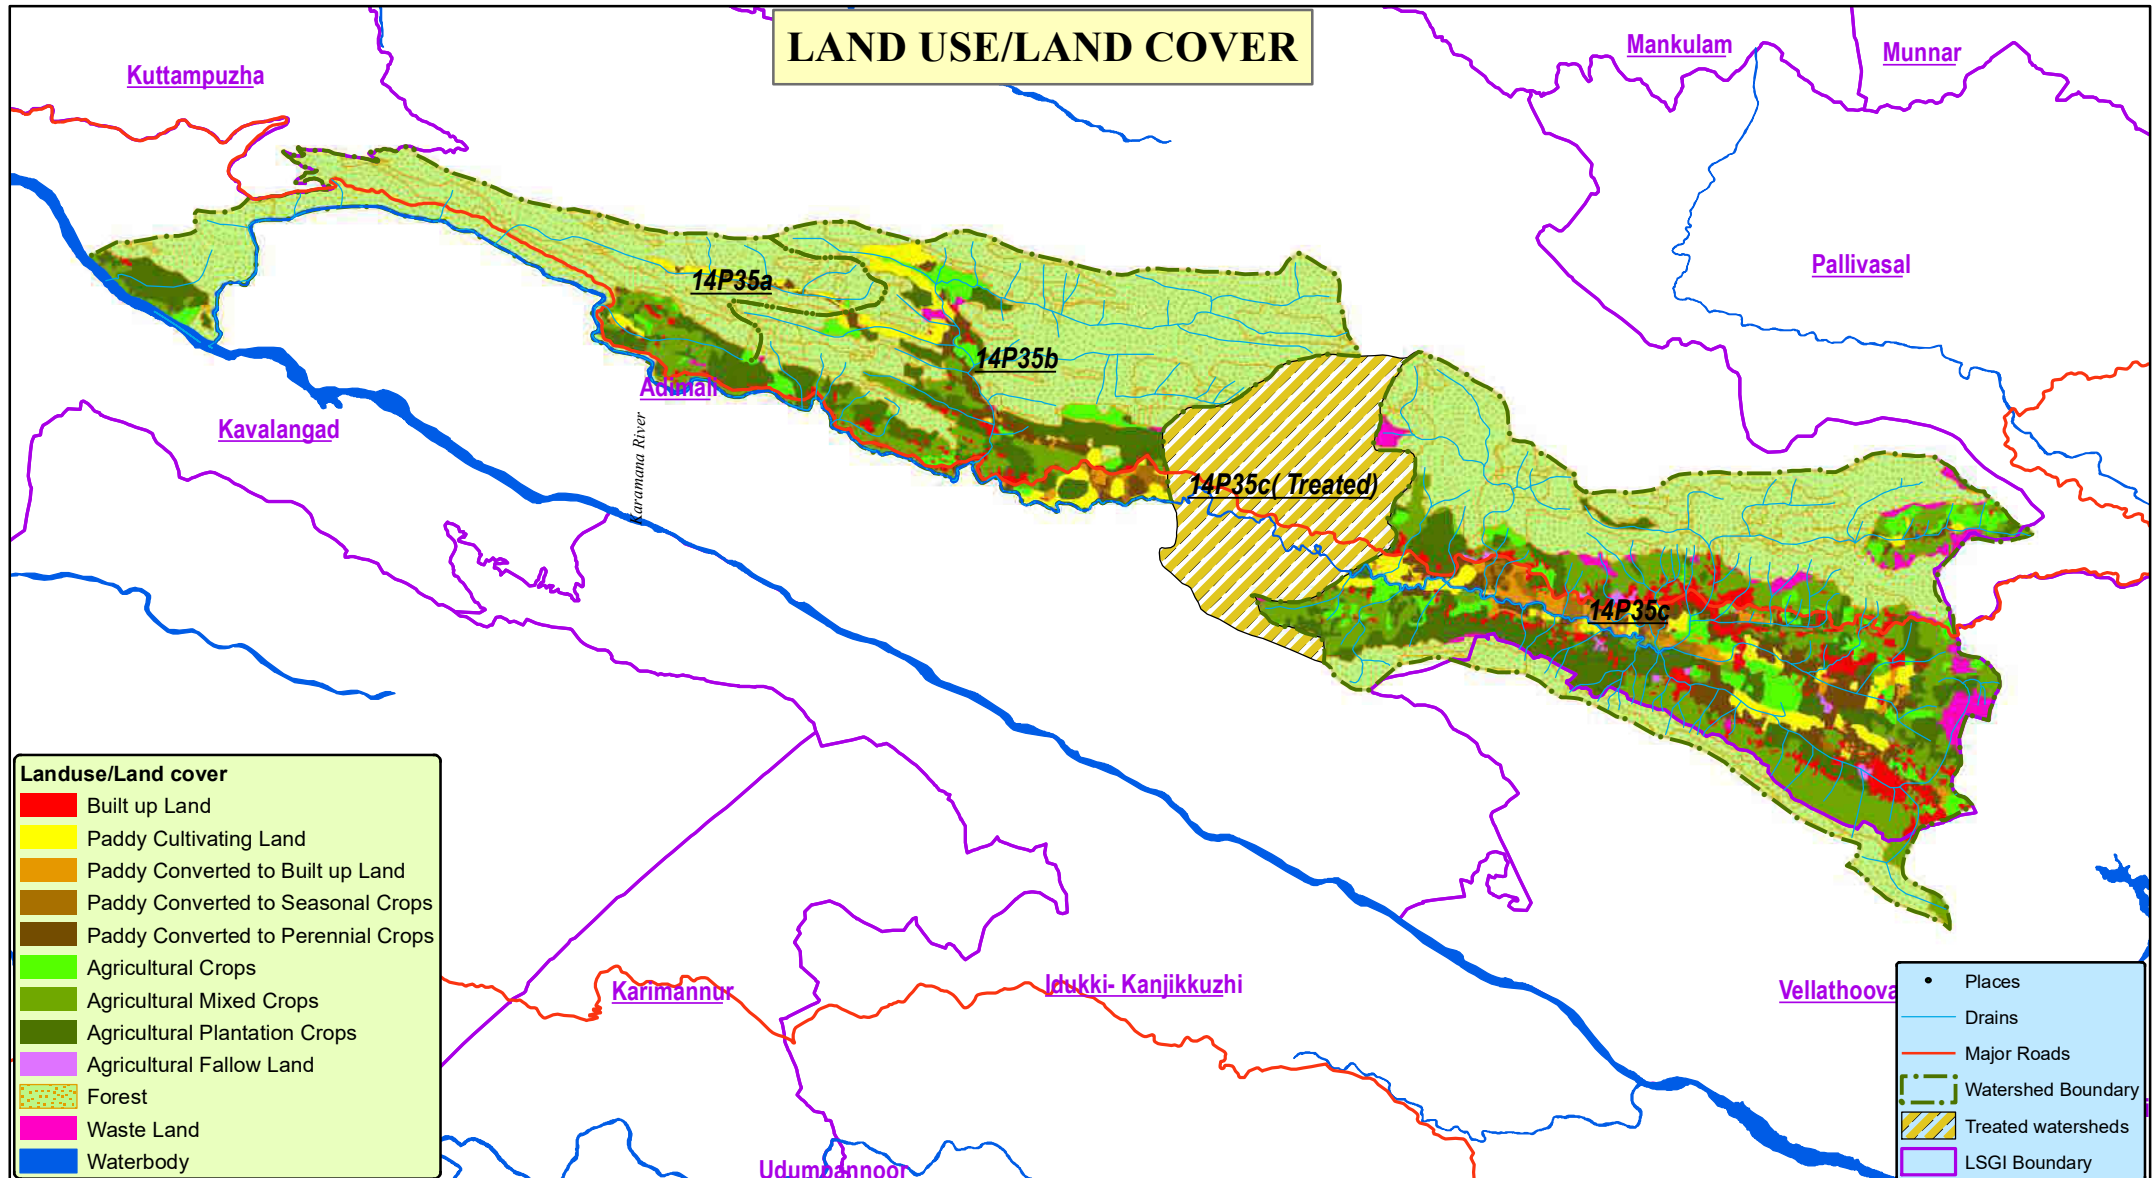 LAND USE/LAND COVER
Kuttampuzha
Mankulam
Munnar
Pallivasal
14P35a
14P35b
Adimali
Kavalangad
Karamana River
14P35c( Treated)
14P35c
Karimannur
Idukki- Kanjikkuzhi
Vellathoova
Udumpannoor
Landuse/Land cover
Built up Land
Paddy Cultivating Land
Paddy Converted to Built up Land
Paddy Converted to Seasonal Crops
Paddy Converted to Perennial Crops
Agricultural Crops
Agricultural Mixed Crops
Agricultural Plantation Crops
Agricultural Fallow Land
Forest
Waste Land
Waterbody
Places
Drains
Major Roads
Watershed Boundary
Treated watersheds
LSGI Boundary